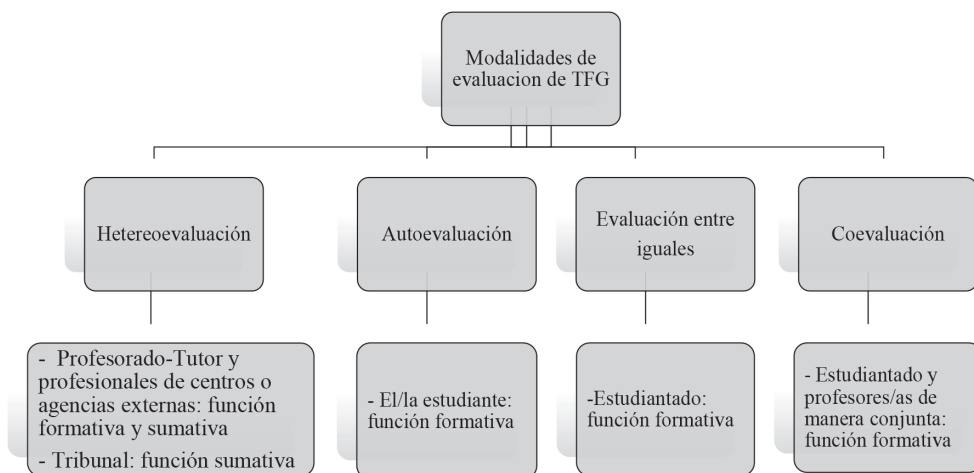 Modalidades de
evaluacion de TFG
Hetereoevaluación
Autoevaluación
Evaluación entre
iguales
Coevaluación
- Profesorado-Tutor y
profesionales de centros o
agencias externas: función
formativa y sumativa
- Tribunal: función sumativa
- El/la estudiante:
función formativa
-Estudiantado:
función formativa
- Estudiantado y
profesores/as de
manera conjunta:
función formativa